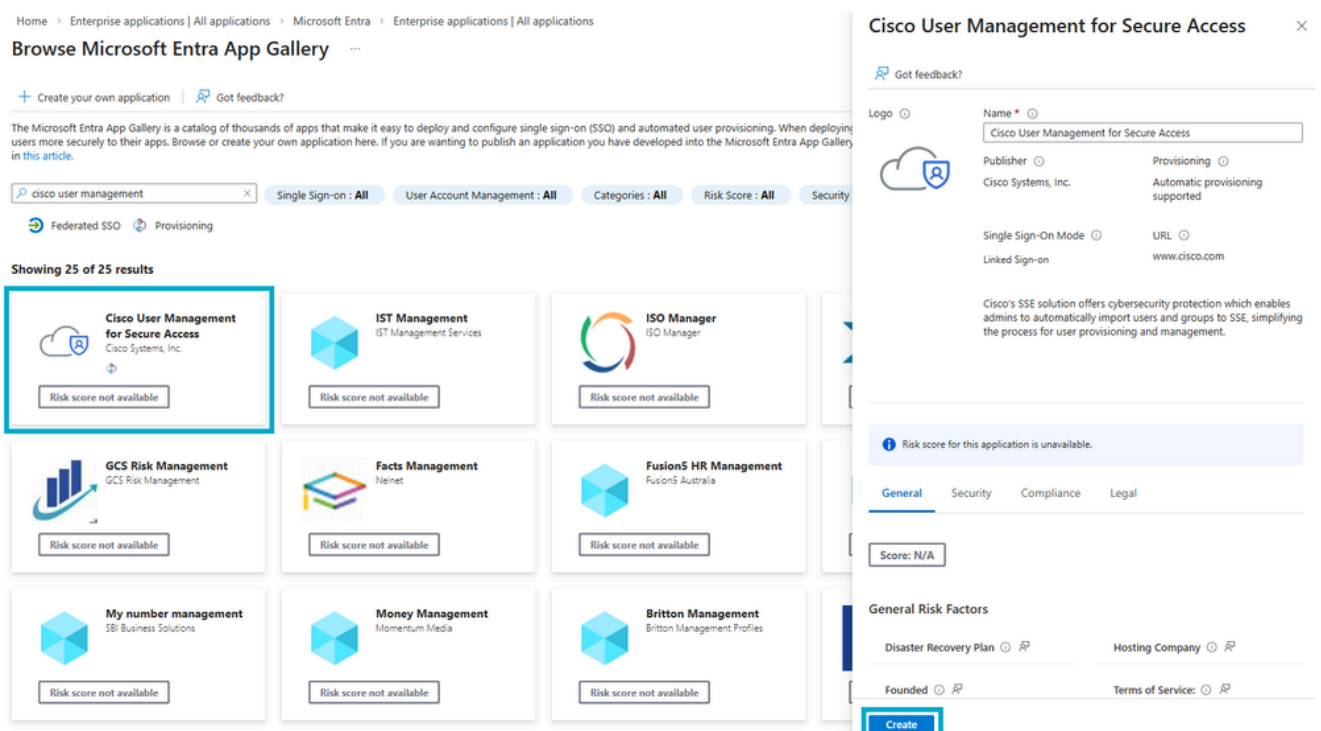 Home > Enterprise applications | All applications > Microsoft Entra > Enterprise applications | All applications
Browse Microsoft Entra App Gallery ...
+ Create your own application | Got feedback?
The Microsoft Entra App Gallery is a catalog of thousands of apps that make it easy to deploy and configure single sign-on (SSO) and automated user provisioning. When deploying
users more securely to their apps. Browse or create your own application here. If you are wanting to publish an application you have developed into the Microsoft Entra App Gallery
in this article.
cisco user management
Single Sign-on : All
User Account Management : All
Categories : All
Risk Score : All
Security
Federated SSO
Provisioning
Showing 25 of 25 results
Cisco User Management
for Secure Access
Cisco Systems, Inc.
Risk score not available
IST Management
IST Management Services
Risk score not available
ISO Manager
ISO Manager
Risk score not available
GCS Risk Management
GCS Risk Management
Risk score not available
Facts Management
Nelnet
Risk score not available
Fusion5 HR Management
Fusion5 Australia
Risk score not available
My number management
SBI Business Solutions
Risk score not available
Money Management
Momentum Media
Risk score not available
Britton Management
Britton Management Profiles
Risk score not available
Cisco User Management for Secure Access
Got feedback?
Logo
Name *
Cisco User Management for Secure Access
Publisher
Cisco Systems, Inc.
Provisioning
Automatic provisioning
supported
Single Sign-On Mode
Linked Sign-on
URL
www.cisco.com
Cisco's SSE solution offers cybersecurity protection which enables
admins to automatically import users and groups to SSE, simplifying
the process for user provisioning and management.
Risk score for this application is unavailable.
General
Security
Compliance
Legal
Score: N/A
General Risk Factors
Disaster Recovery Plan
Hosting Company
Founded
Terms of Service:
Create